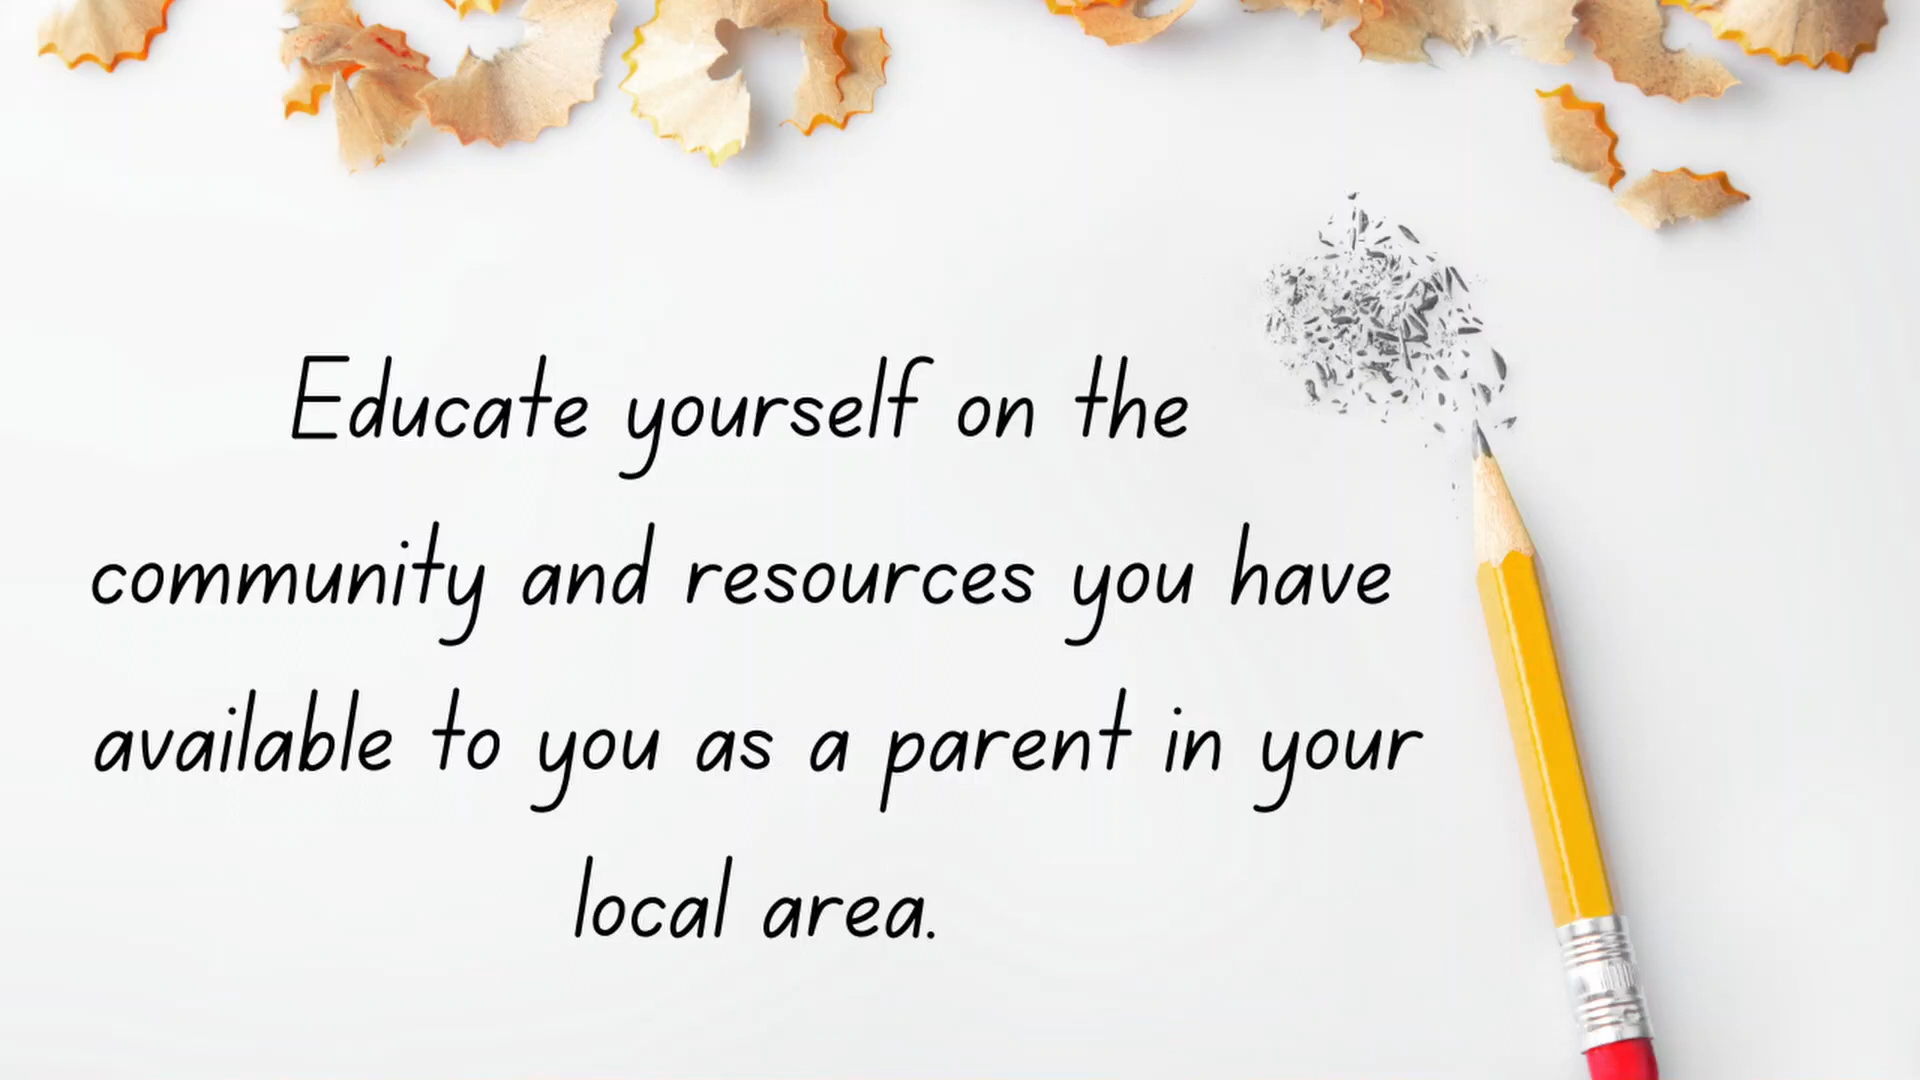 Educate yourself on the
community and resources you have
available to you as a parent in your
local area.